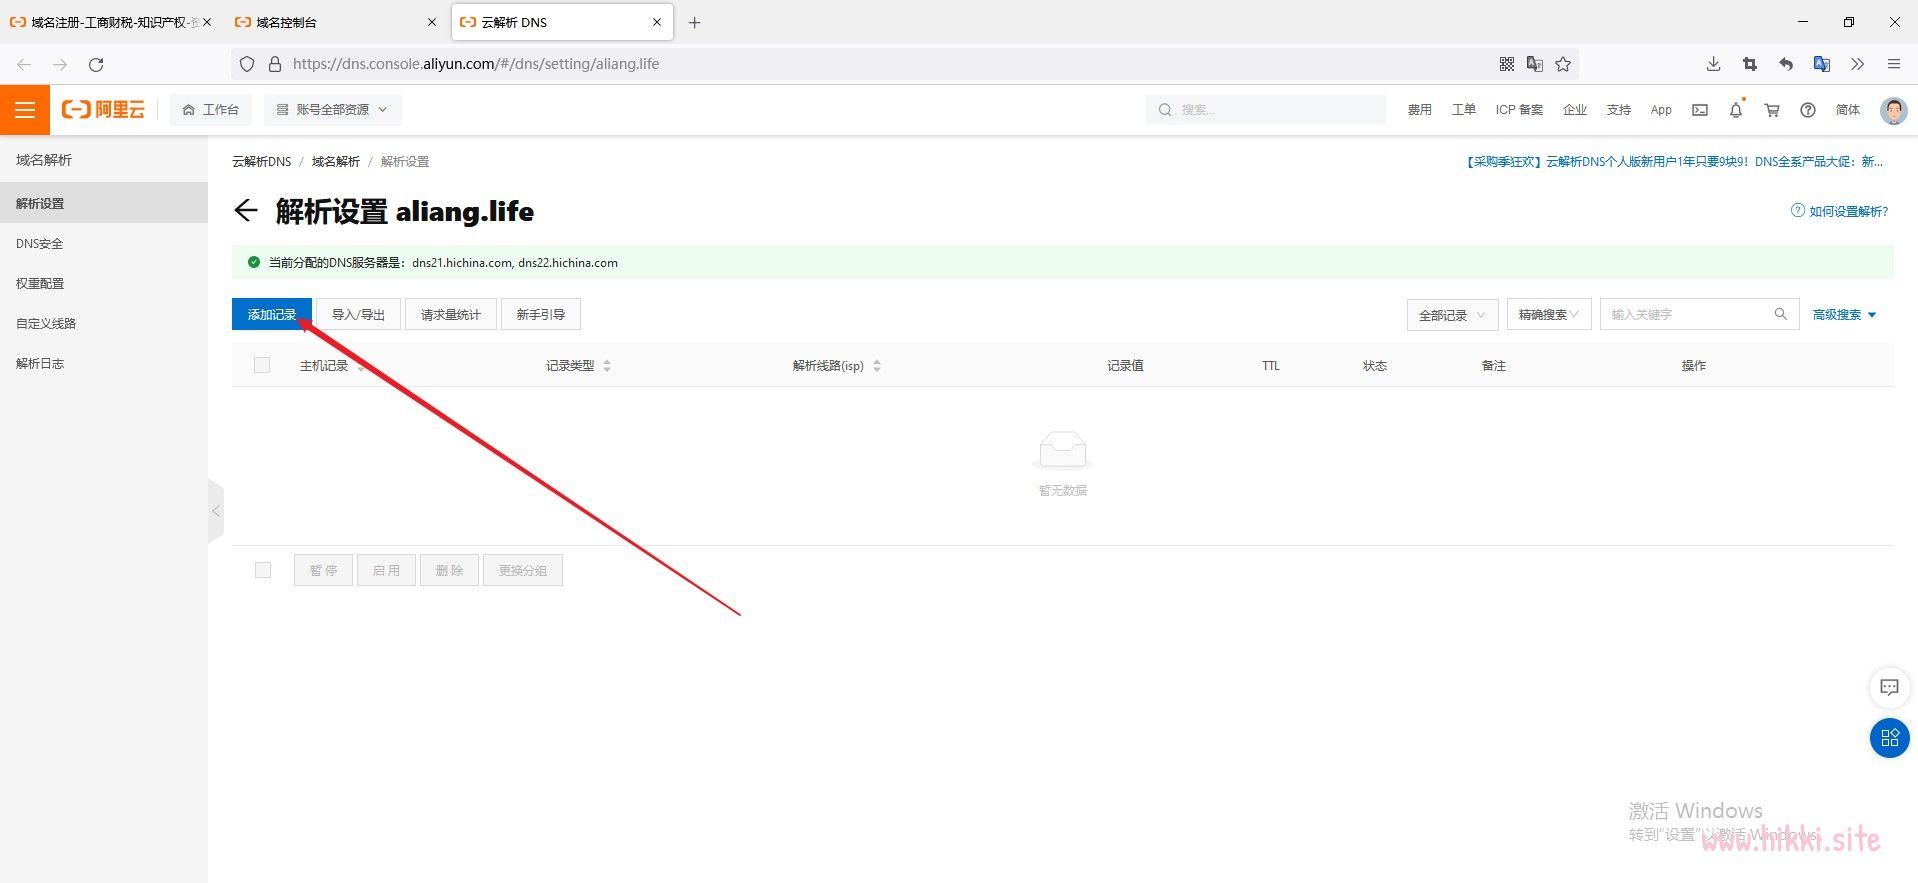 域名注册-工商财税-知识产权-资
域名控制台
云解析 DNS
https://dns.console.aliyun.com/#/dns/setting/aliang.life
阿里云
工作台
账号全部资源
搜索...
费用
工单
ICP 备案
企业
支持
App
简体
域名解析
解析设置
DNS安全
权重配置
自定义线路
解析日志
云解析DNS / 域名解析 / 解析设置
【采购季狂欢】云解析DNS个人版新用户1年只要9块9！DNS全系产品大促：新...
解析设置 aliang.life
如何设置解析?
当前分配的DNS服务器是：dns21.hichina.com, dns22.hichina.com
添加记录
导入/导出
请求量统计
新手引导
全部记录
精确搜索
输入关键字
高级搜索
主机记录
记录类型
解析线路(isp)
记录值
TTL
状态
备注
操作
暂无数据
暂 停
启 用
删 除
更换分组
激活 Windows
转到"设置"以激活 Windows。
www.hikki.site